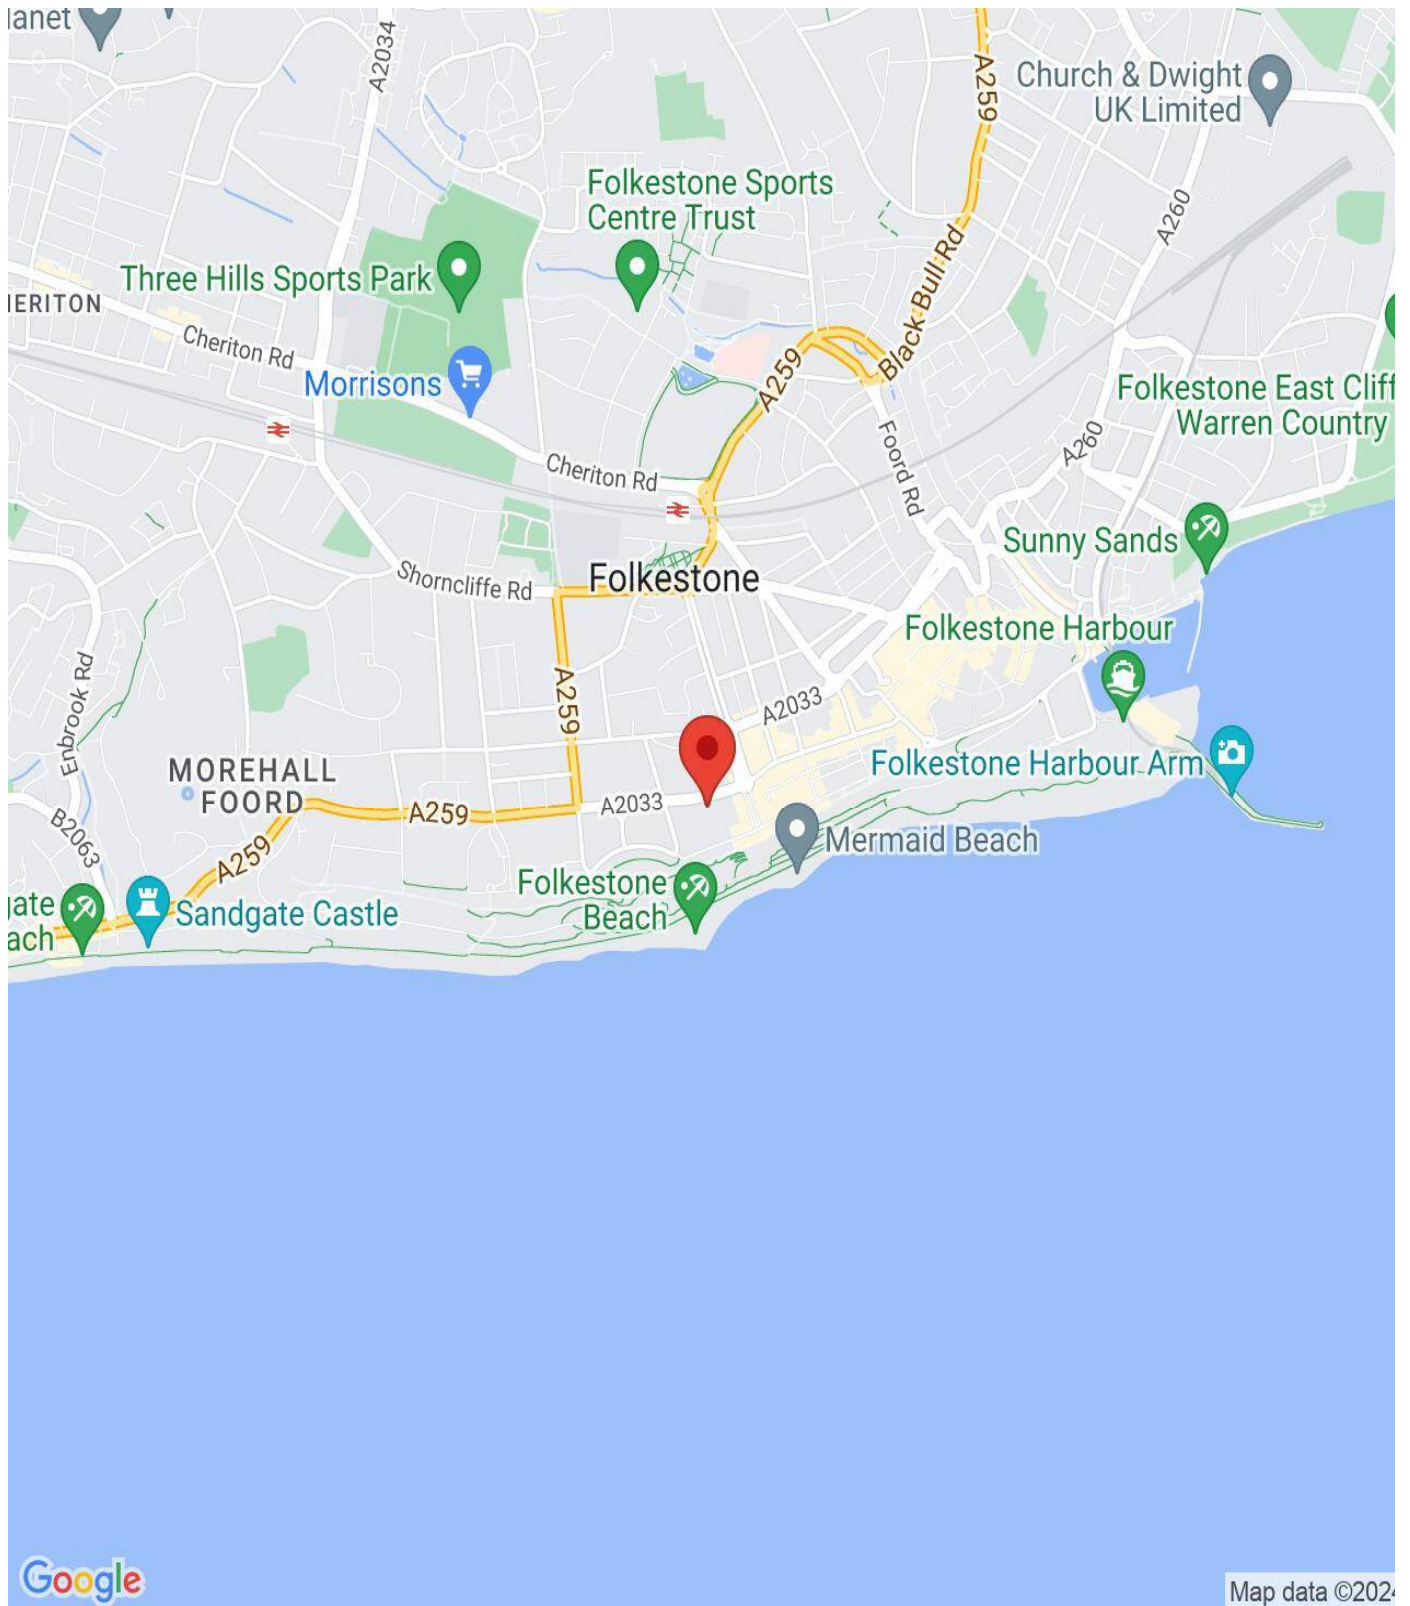 lanet
A2034
A259
Church & Dwight
UK Limited
Folkestone Sports
Centre Trust
A260
Three Hills Sports Park
Black Bull Rd
HERITON
Cheriton Rd
Morrisons
A259
Folkestone East Cliff
Warren Country
Foord Rd
A260
Cheriton Rd
Sunny Sands
Shorncliffe Rd
Folkestone
Folkestone Harbour
Enbrook Rd
A259
A2033
MOREHALL
FOORD
Folkestone Harbour Arm
A259
A2033
B2063
A259
Mermaid Beach
Folkestone
Beach
gate
ach
Sandgate Castle
Google
Map data ©2024